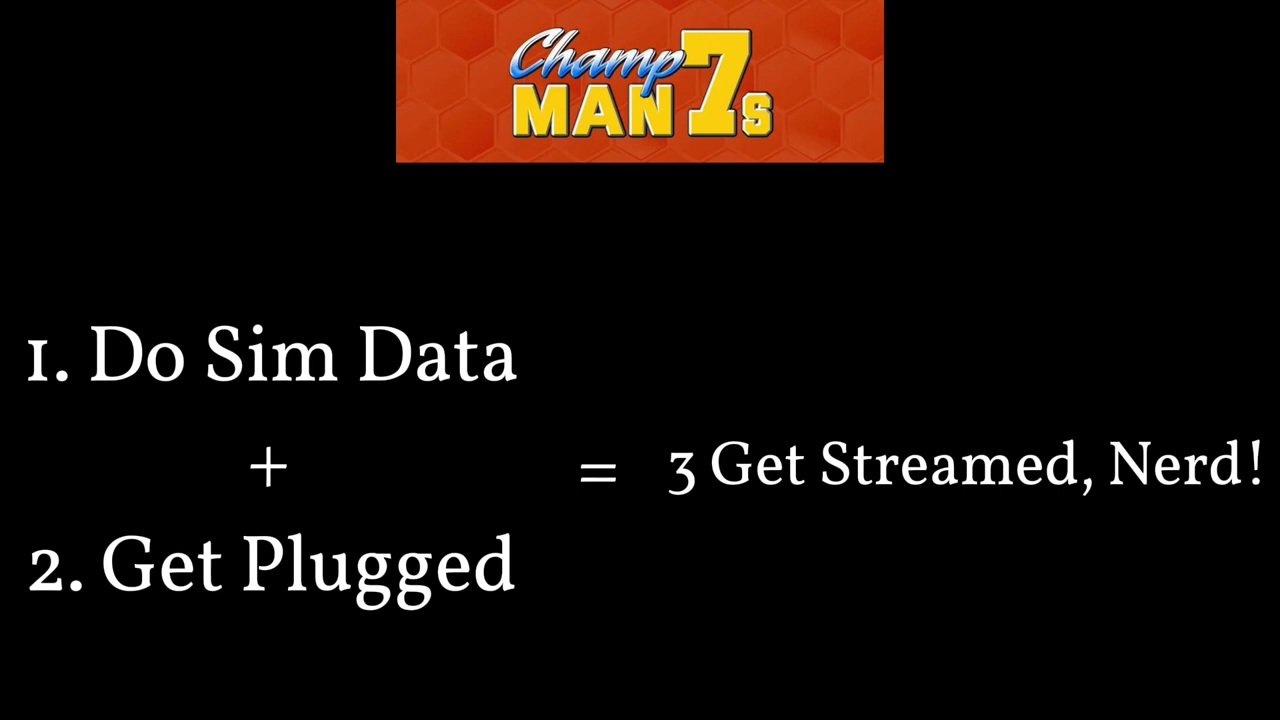 Champ
MAN 7s
1. Do Sim Data
+
= 3 Get Streamed, Nerd!
2. Get Plugged